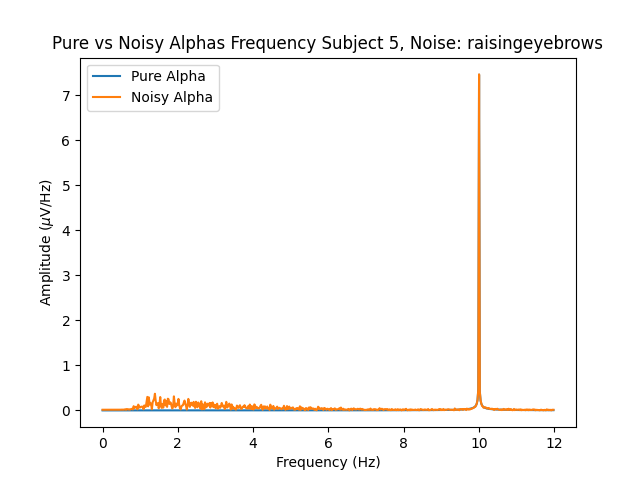 Pure vs Noisy Alphas Frequency Subject 5, Noise: raisingeyebrows
Pure Alpha
Noisy Alpha
Amplitude (μV/Hz)
7
6
5
4
3
2
1
0
0 2 4 6 8 10 12
Frequency (Hz)